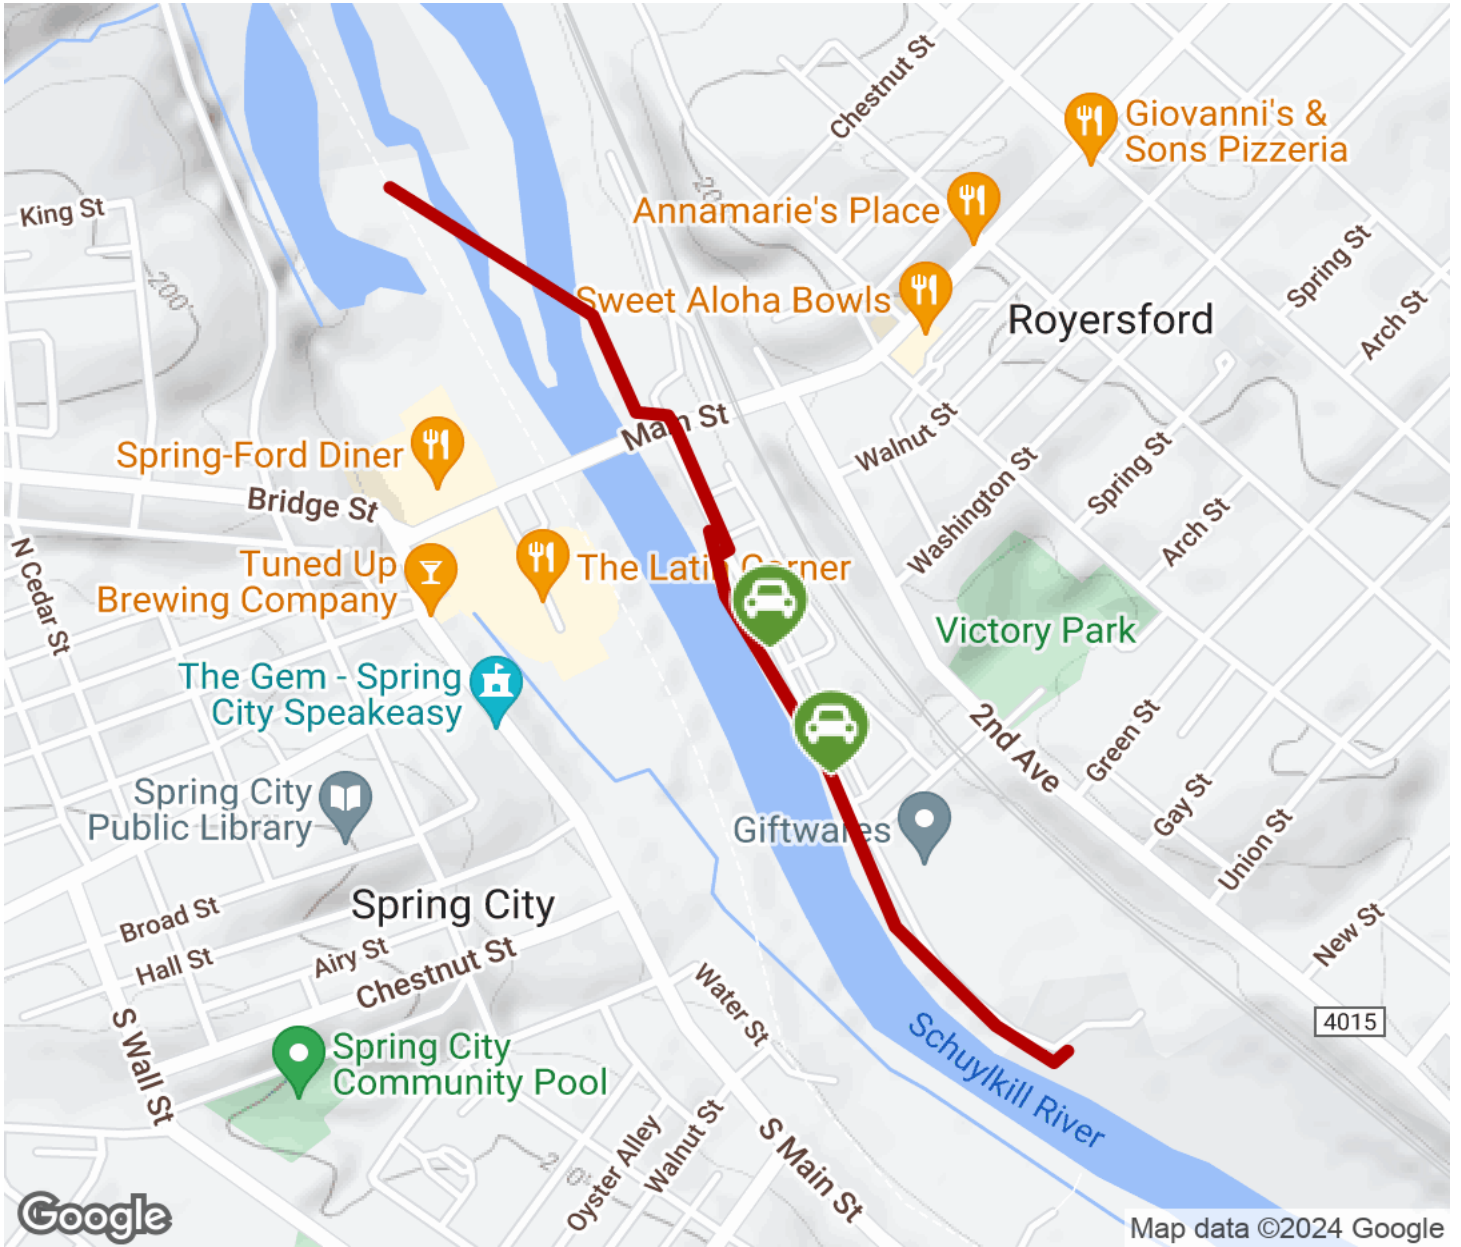 Chestnut St
Giovanni's &
Sons Pizzeria
King St
Annamarie's Place
Spring St
200'
Sweet Aloha Bowls
Royersford
Arch St
Main St
Walnut St
Spring-Ford Diner
Bridge St
Washington St
Spring St
Arch St
N Cedar St
Tuned Up
Brewing Company
The Latin Corner
Victory Park
The Gem - Spring
City Speakeasy
2nd Ave
Green St
Gay St
Union St
Spring City
Public Library
Giftwares
Broad St
Spring City
Hall St
Airy St
Chestnut St
New St
Water St
4015
S Wall St
Spring City
Community Pool
Schuylkill River
Oyster Alley
Walnut St
S Main St
Google
Map data ©2024 Google